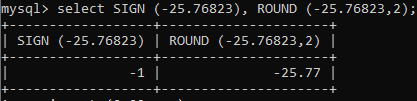 mysql> select SIGN (-25.76823), ROUND (-25.76823,2);
+------------------+---------------------+
| SIGN (-25.76823) | ROUND (-25.76823,2) |
+------------------+---------------------+
| -1 | -25.77 |
+------------------+---------------------+